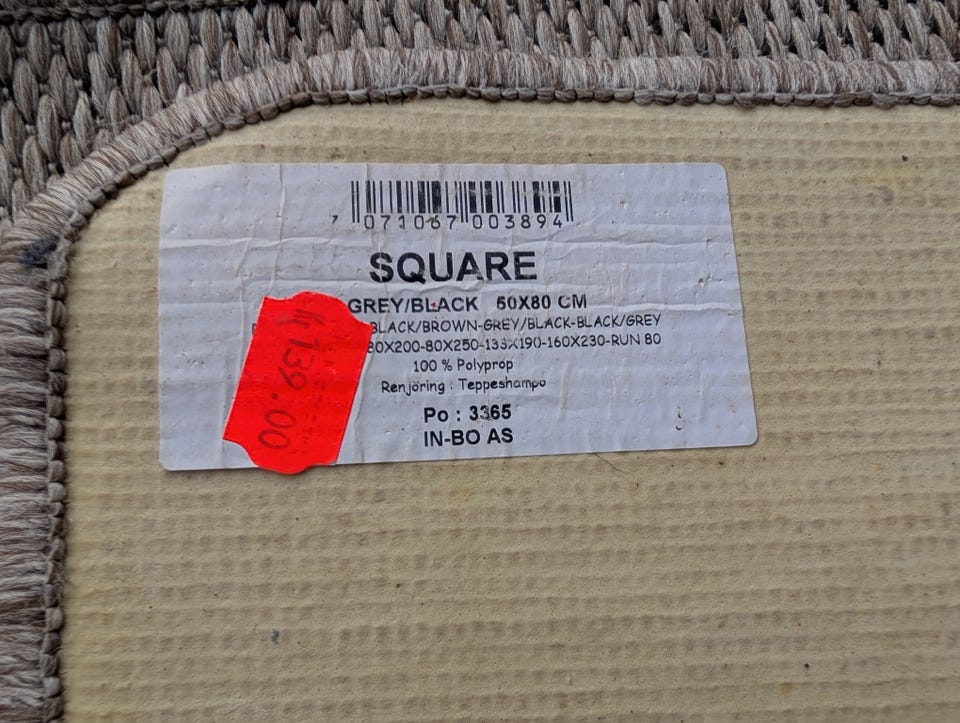 7 071067 003894
SQUARE
GREY/BLACK 50X80 CM
BLACK/BROWN-GREY/BLACK-BLACK/GREY
80X200-80X250-133X190-160X230-RUN 80
100 % Polyprop
Renjöring : Teppeshampo
Po : 3365
IN-BO AS
kr 139.00